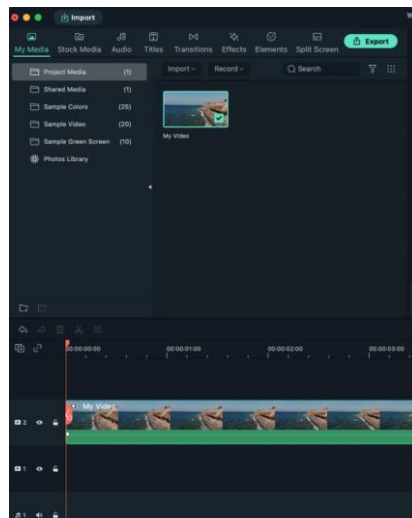 Import
My Media Stock Media Audio Titles Transitions Effects Elements Split Screen Export
Project Media (1) Import Record Search
Shared Media (1)
Sample Colors (25)
Sample Video (20)
Sample Green Screen (10)
Photos Library
My Video
00:00:00:00 00:00:01:00 00:00:02:00 00:00:03:00
My Video
2
1
1